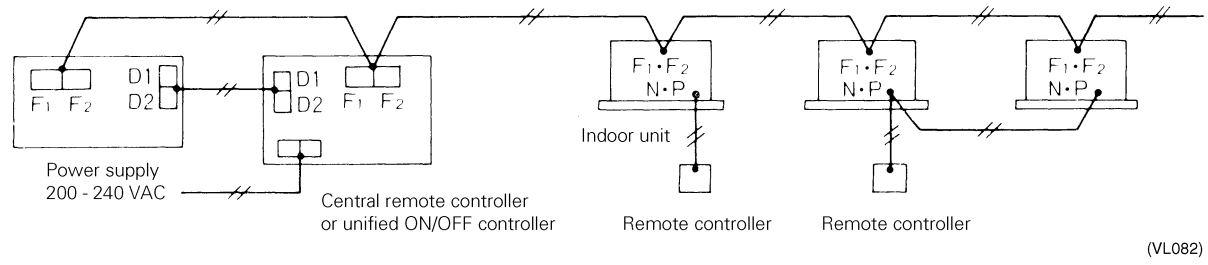 F1 F2
D1
D2
D1
D2
F1 F2
F1・F2
N・P
F1・F2
N・P
F1・F2
N・P
Indoor unit
Power supply
200 - 240 VAC
Central remote controller
or unified ON/OFF controller
Remote controller
Remote controller
(VL082)